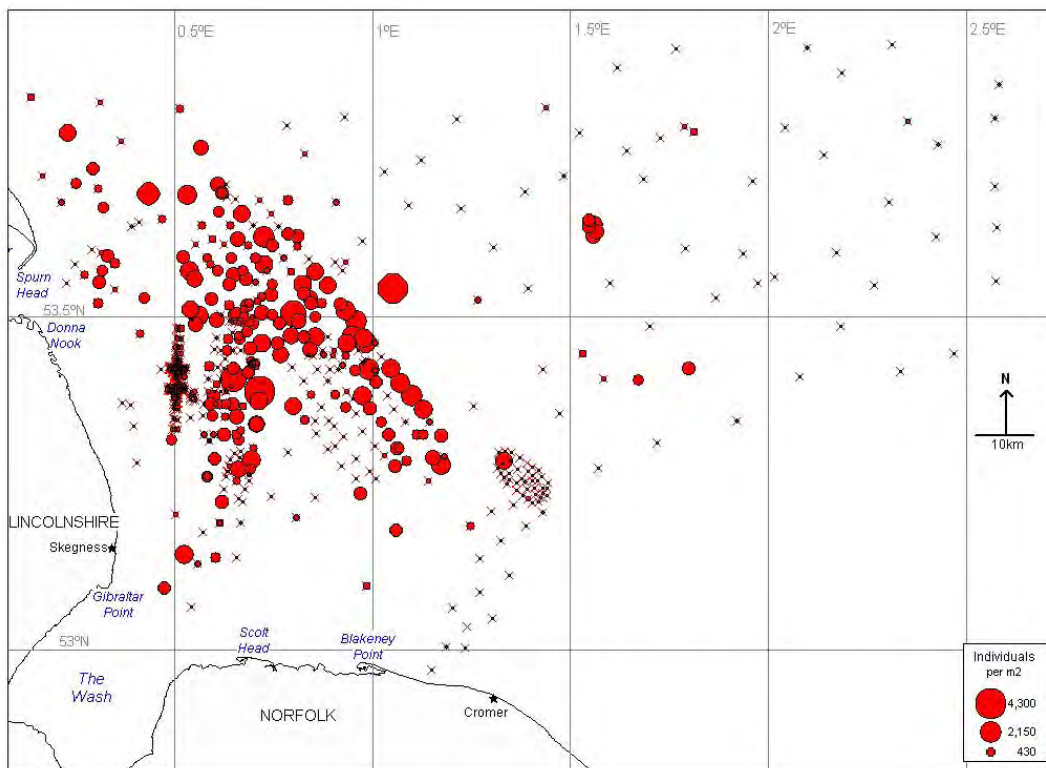 0.5ºE
1ºE
1.5ºE
2ºE
2.5ºE
Spurn
Head
53.5ºN
Donna
Nook
N
10km
LINCOLNSHIRE
Skegness
Gibraltar
Point
53ºN
Scolt
Head
Blakeney
Point
The
Wash
NORFOLK
Cromer
Individuals
per m2
4,300
2,150
430